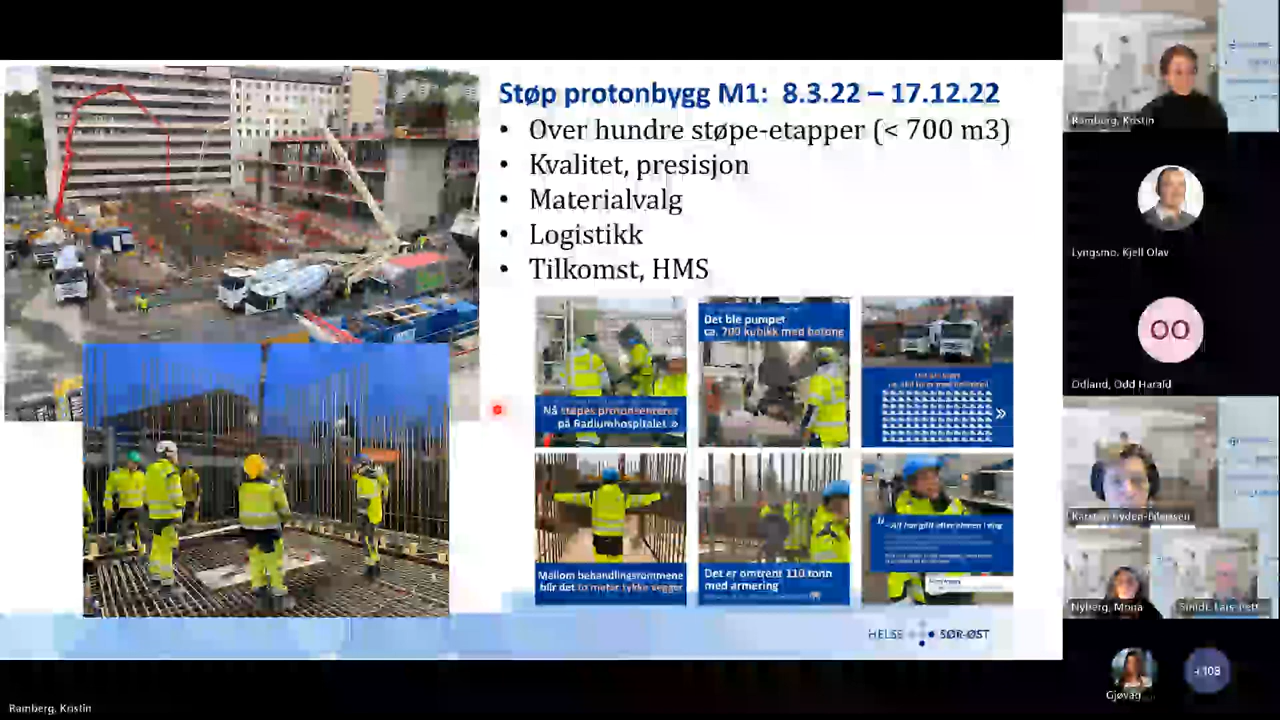 Støp protonbygg M1: 8.3.22 – 17.12.22
• Over hundre støpe-etapper (< 700 m3)
• Kvalitet, presisjon
• Materialvalg
• Logistikk
• Tilkomst, HMS
Nå støpes protonsenteret
på Radiumhospitalet »
Det ble pumpet
ca. 700 kubikk med betong
»
Mellom behandlingsrommene
blir det to meter tykke vegger
Det er omtrent 110 tonn
med armering
HELSE SØR-ØST
Ramberg, Kristin
Lyngsmo, Kjell Olav
OO
Odland, Odd Harald
Nyberg, Mona
Gjøvåg
+108
Ramberg, Kristin